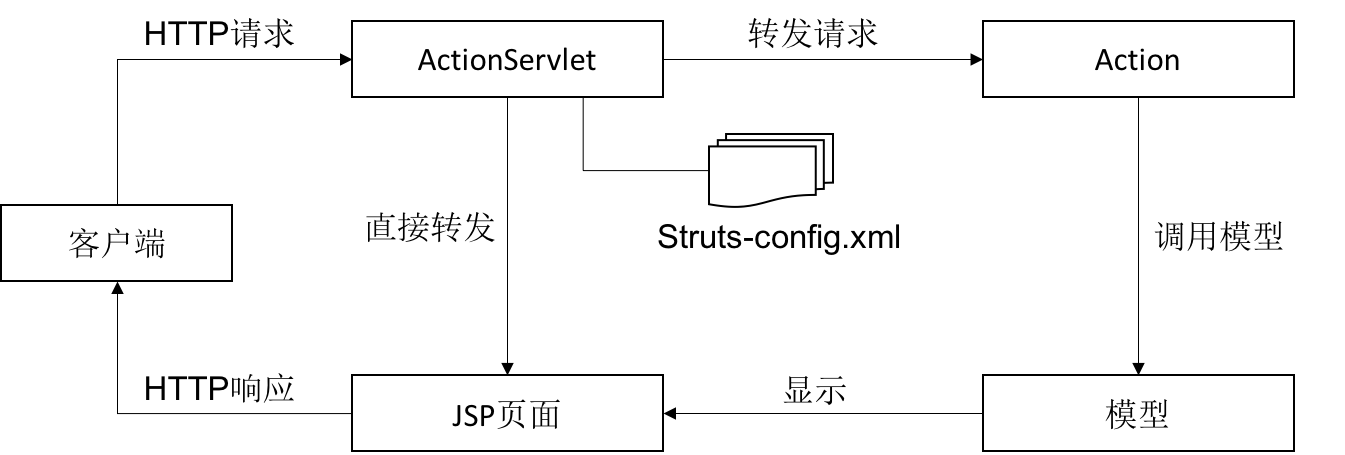 HTTP请求
ActionServlet
转发请求
Action
客户端
直接转发
Struts-config.xml
调用模型
HTTP响应
JSP页面
显示
模型